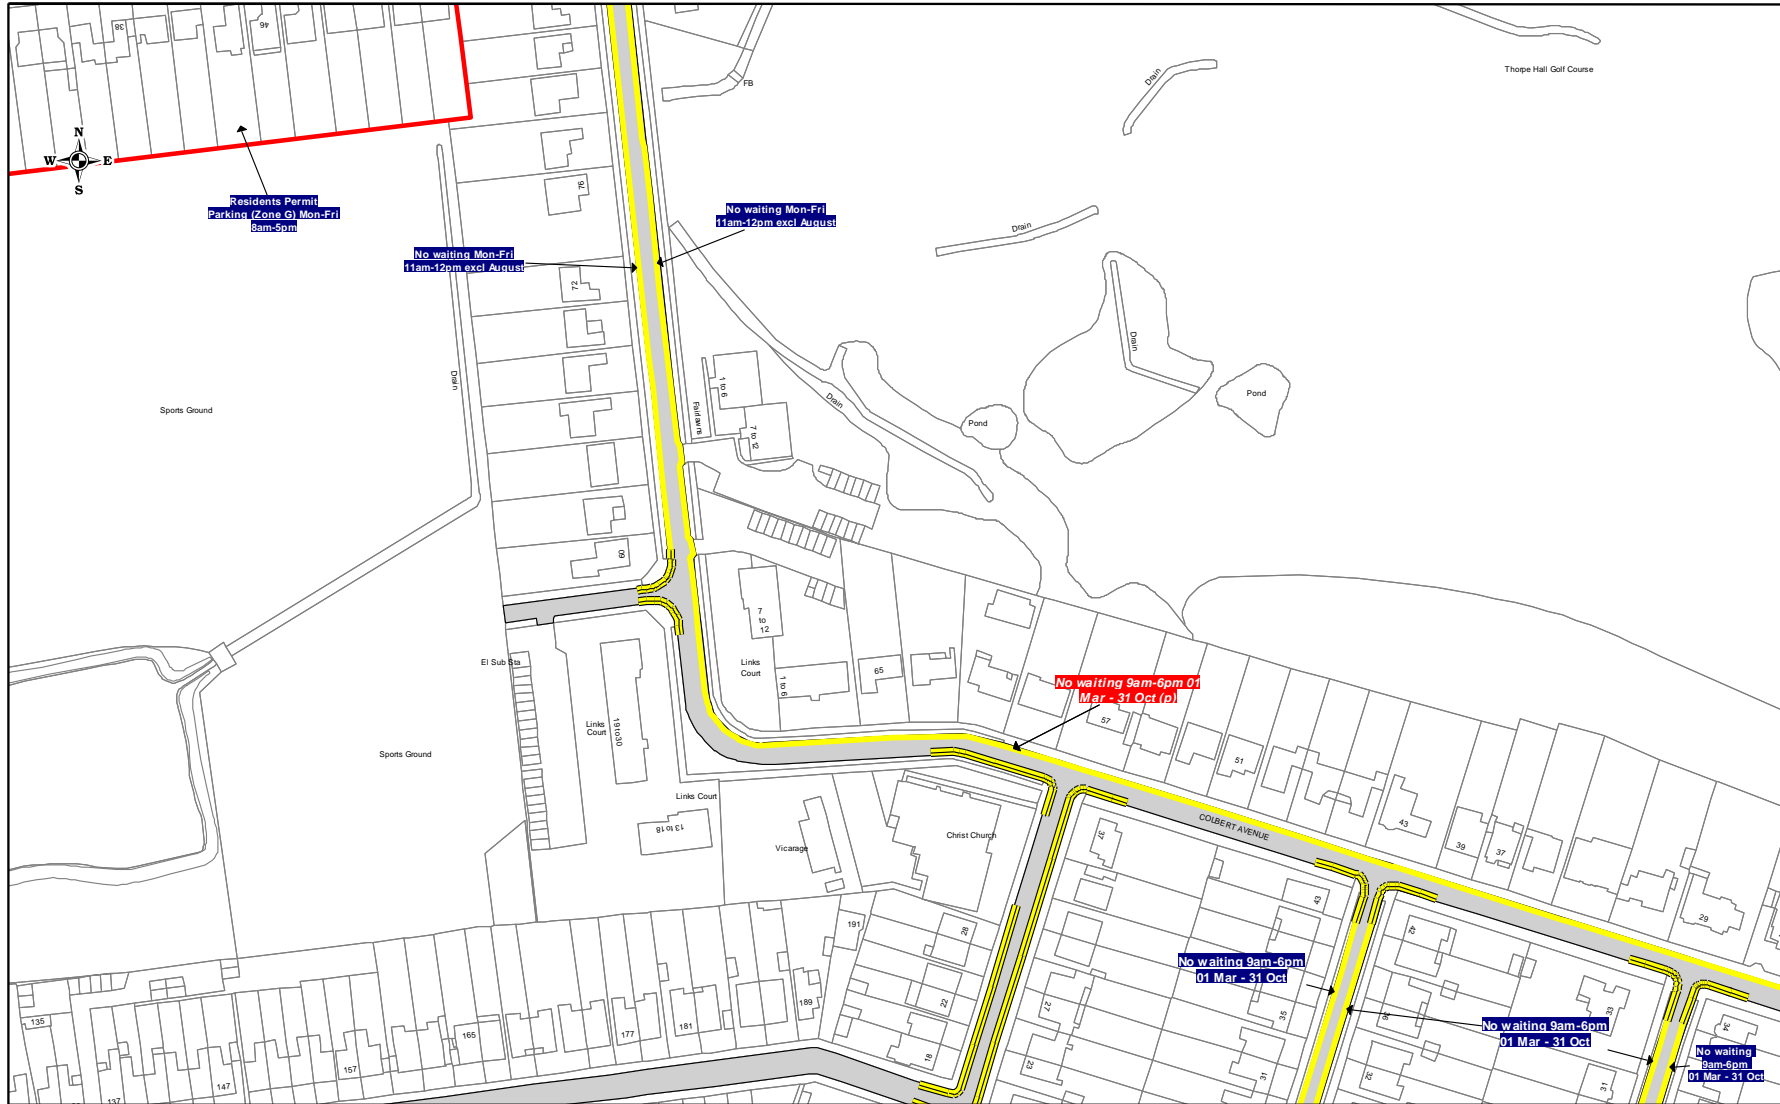 38
46
Thorpe Hall Golf Course
Drain
FB
N
W E
S
76
Residents Permit
Parking (Zone G) Mon-Fri
8am-5pm
No waiting Mon-Fri
11am-12pm excl August
No waiting Mon-Fri
11am-12pm excl August
Drain
72
Drain
Drain
1 to 6
Fairlawns
7 to 12
Drain
Pond
Pond
Sports Ground
60
7
to
12
El Sub Sta
Links
Court
1 to 6
65
No waiting 9am-6pm 01
Mar - 31 Oct (p)
57
51
Links
Court
19 to 30
Sports Ground
Links Court
13 to 18
Vicarage
Christ Church
37
COLBERT AVENUE
43
39
37
29
43
191
28
42
No waiting 9am-6pm
01 Mar - 31 Oct
22
27
189
35
36
33
34
No waiting 9am-6pm
01 Mar - 31 Oct
No waiting
9am-6pm
01 Mar - 31 Oct
135
165
177
181
18
23
31
32
31
157
147
137